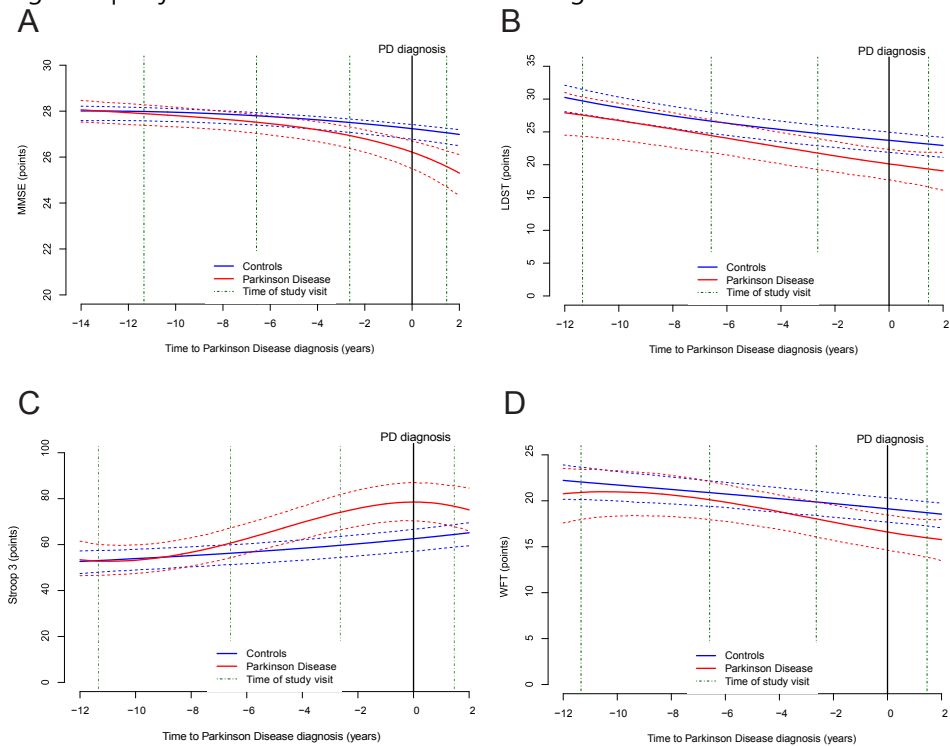 A
PD diagnosis
MMSE (points)
30
28
26
24
22
20
Controls
Parkinson Disease
Time of study visit
−14 −12 −10 −8 −6 −4 −2 0 2
Time to Parkinson Disease diagnosis (years)
B
PD diagnosis
LDST (points)
35
30
25
20
15
10
5
0
Controls
Parkinson Disease
Time of study visit
−12 −10 −8 −6 −4 −2 0 2
Time to Parkinson Disease diagnosis (years)
C
PD diagnosis
Stroop 3 (points)
100
80
60
40
20
0
Controls
Parkinson Disease
Time of study visit
−12 −10 −8 −6 −4 −2 0 2
Time to Parkinson Disease diagnosis (years)
D
PD diagnosis
WFT (points)
25
20
15
10
5
0
Controls
Parkinson Disease
Time of study visit
−12 −10 −8 −6 −4 −2 0 2
Time to Parkinson Disease diagnosis (years)